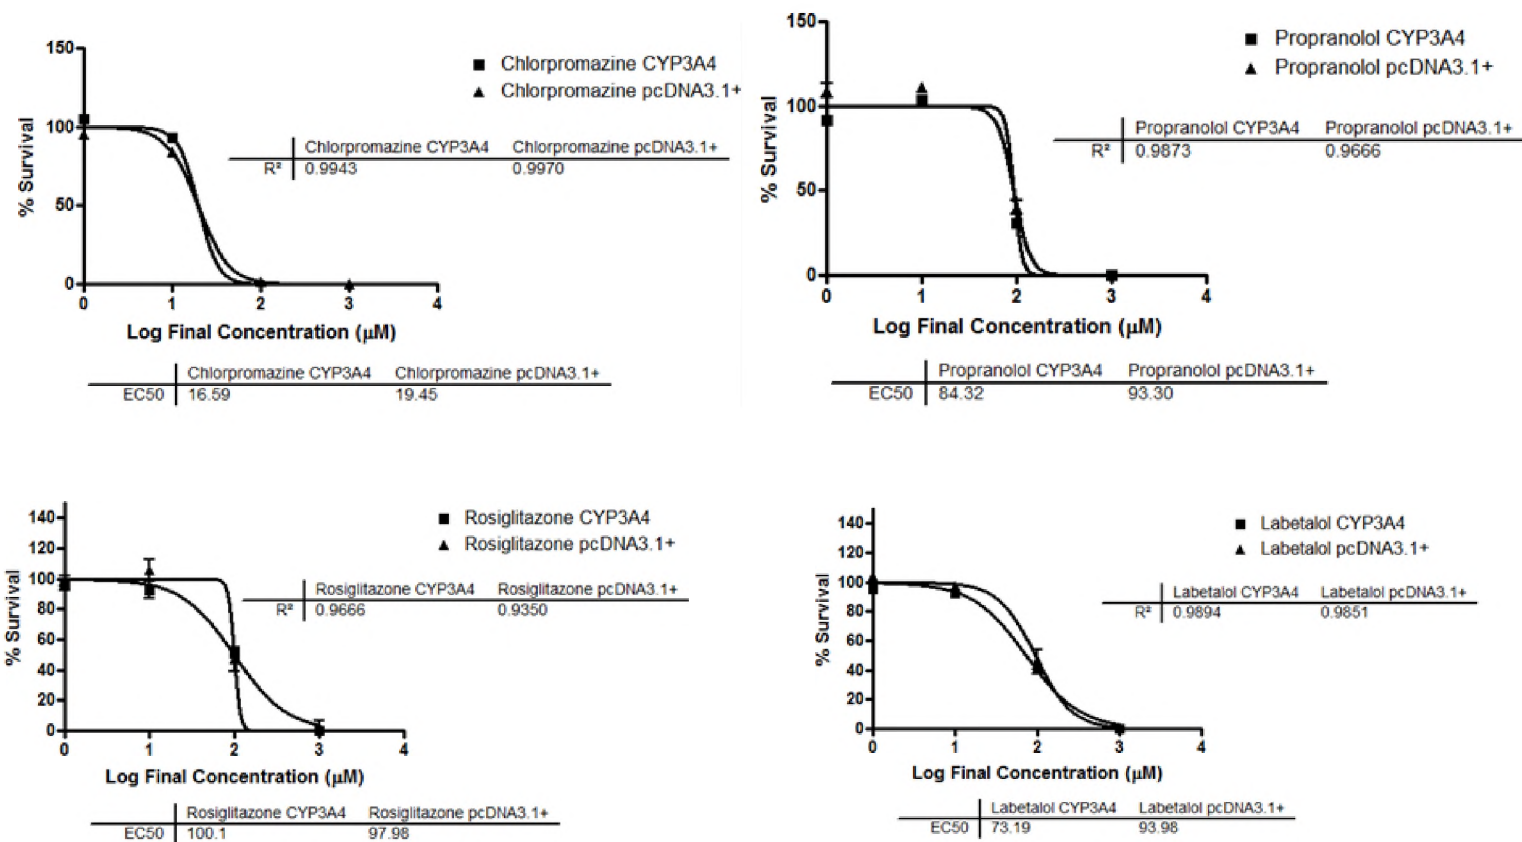 150
100
50
0
% Survival
0 1 2 3 4
Log Final Concentration (μM)
Chlorpromazine CYP3A4
Chlorpromazine pcDNA3.1+
Chlorpromazine CYP3A4 Chlorpromazine pcDNA3.1+
R² 0.9943 0.9970
Chlorpromazine CYP3A4 Chlorpromazine pcDNA3.1+
EC50 16.59 19.45
150
100
50
0
% Survival
0 1 2 3 4
Log Final Concentration (μM)
Propranolol CYP3A4
Propranolol pcDNA3.1+
Propranolol CYP3A4 Propranolol pcDNA3.1+
R² 0.9873 0.9666
Propranolol CYP3A4 Propranolol pcDNA3.1+
EC50 84.32 93.30
140
120
100
80
60
40
20
0
% Survival
0 1 2 3 4
Log Final Concentration (μM)
Rosiglitazone CYP3A4
Rosiglitazone pcDNA3.1+
Rosiglitazone CYP3A4 Rosiglitazone pcDNA3.1+
R² 0.9666 0.9350
Rosiglitazone CYP3A4 Rosiglitazone pcDNA3.1+
EC50 100.1 97.98
140
120
100
80
60
40
20
0
% Survival
0 1 2 3 4
Log Final Concentration (μM)
Labetalol CYP3A4
Labetalol pcDNA3.1+
Labetalol CYP3A4 Labetalol pcDNA3.1+
R² 0.9894 0.9851
Labetalol CYP3A4 Labetalol pcDNA3.1+
EC50 73.19 93.98